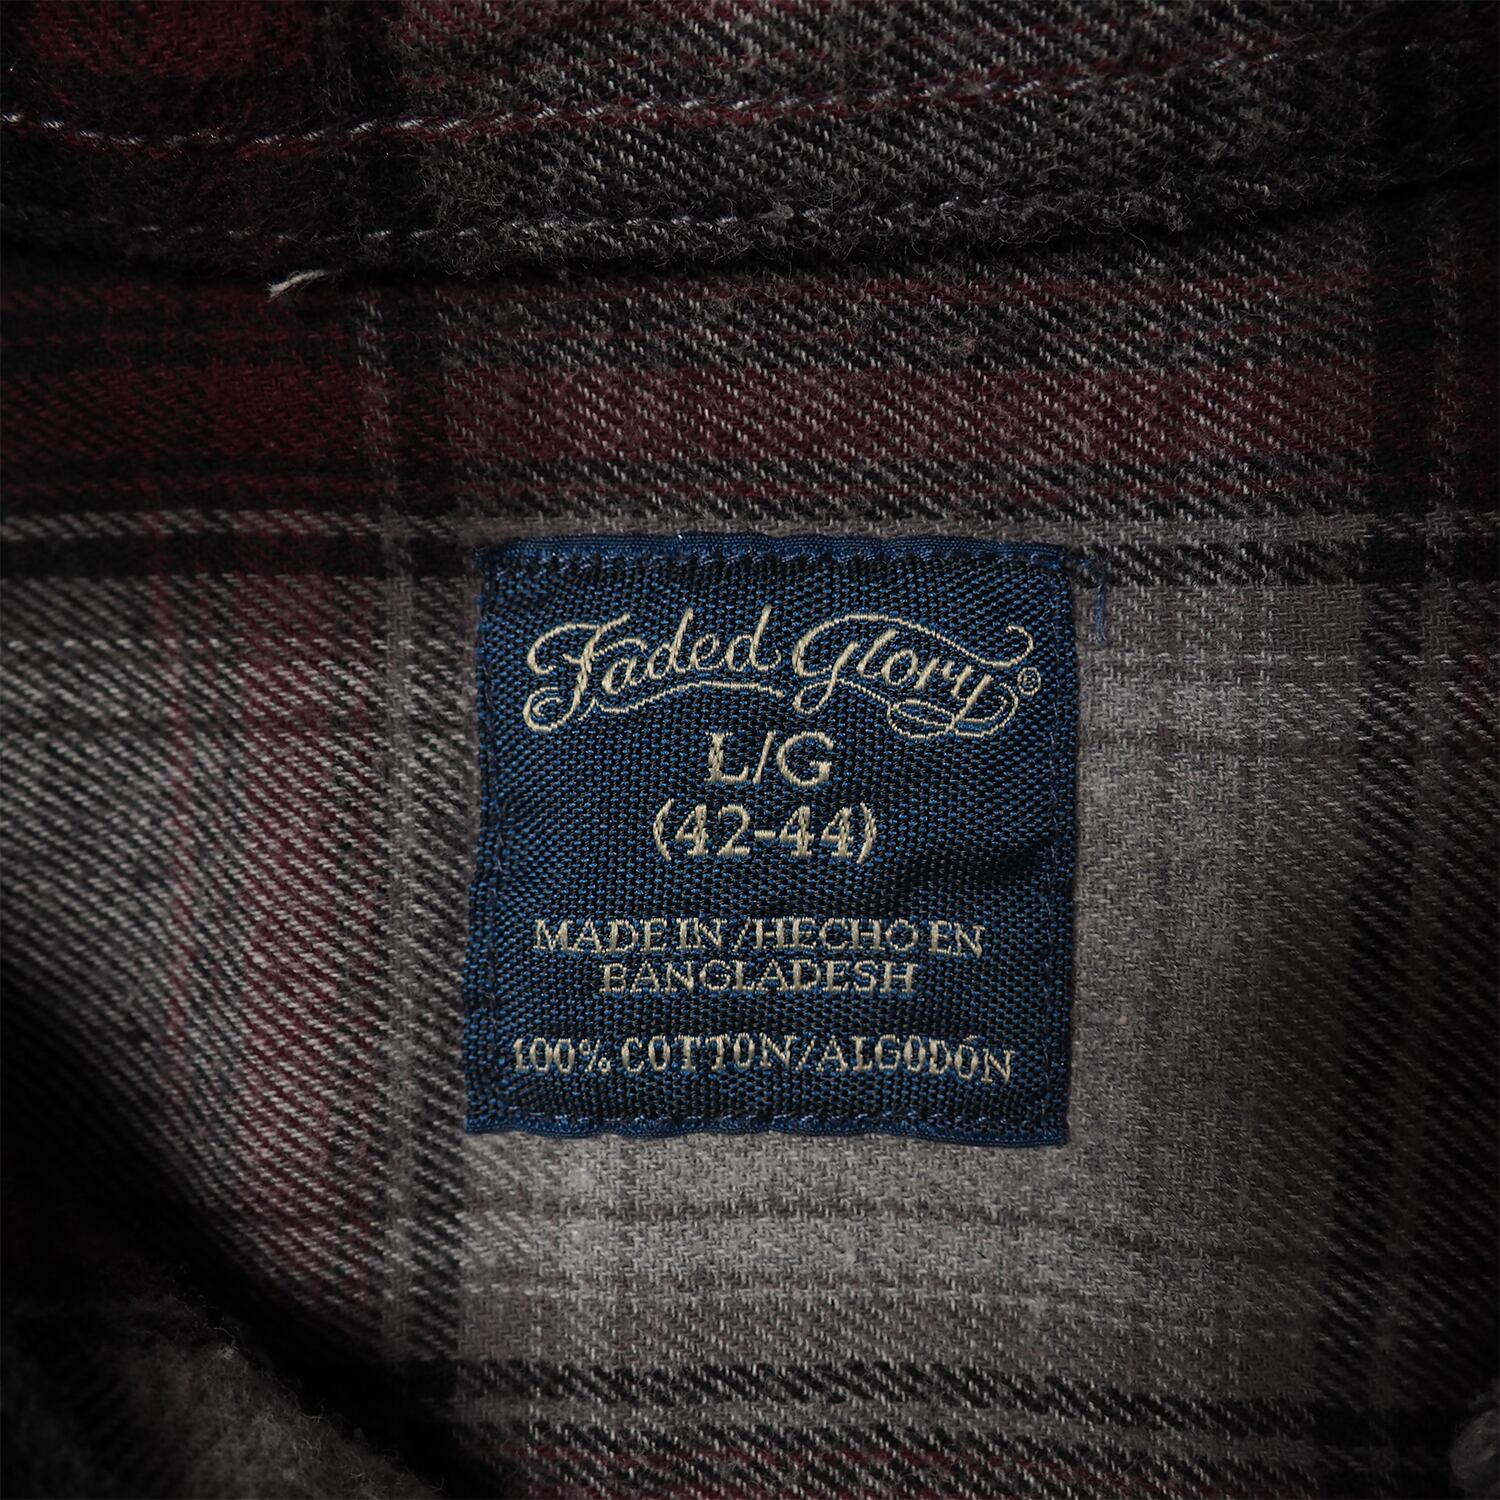 Faded Glory®
L/G
(42-44)
MADE IN/HECHO EN
BANGLADESH
100% COTTON/ALGODÓN